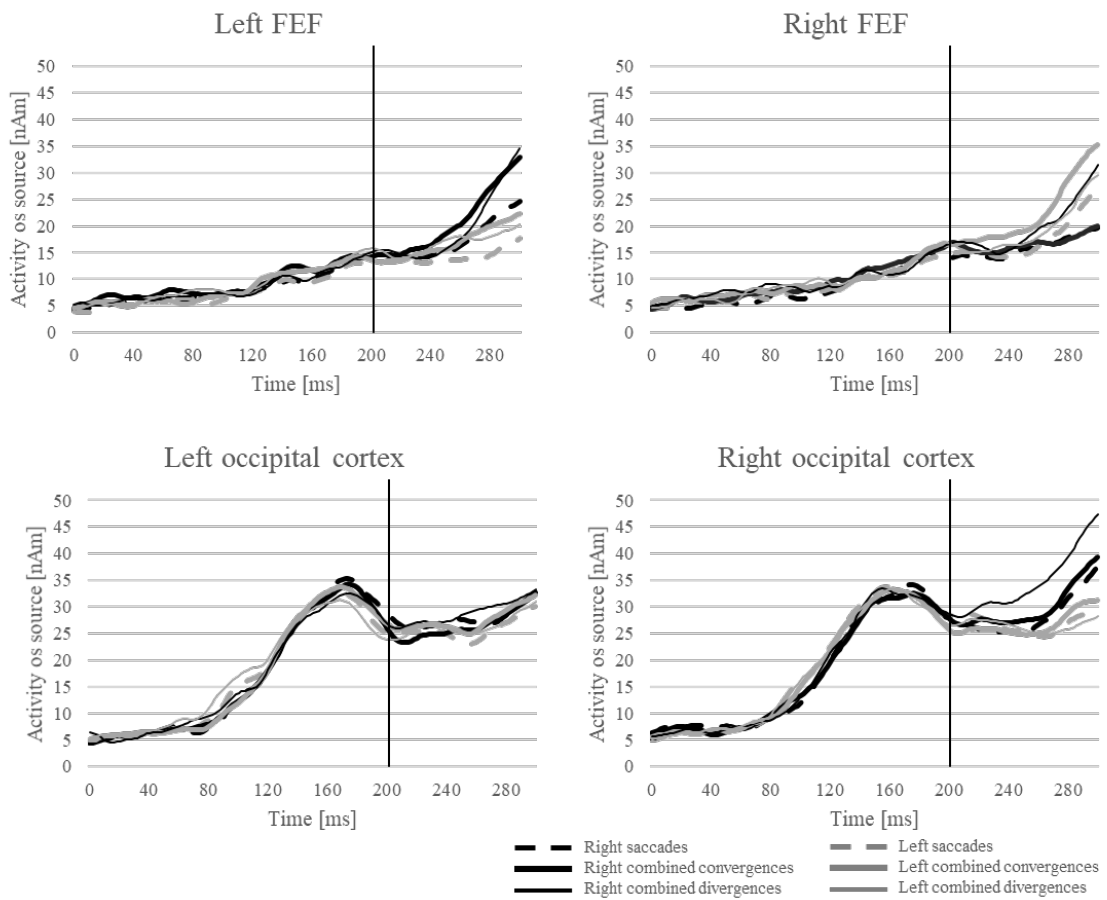 Left FEF
Activity os source [nAm]
50
45
40
35
30
25
20
15
10
5
0
0 40 80 120 160 200 240 280
Time [ms]
Right FEF
Activity os source [nAm]
50
45
40
35
30
25
20
15
10
5
0
0 40 80 120 160 200 240 280
Time [ms]
Left occipital cortex
Activity os source [nAm]
50
45
40
35
30
25
20
15
10
5
0
0 40 80 120 160 200 240 280
Time [ms]
Right occipital cortex
Activity os source [nAm]
50
45
40
35
30
25
20
15
10
5
0
0 40 80 120 160 200 240 280
Time [ms]
Right saccades
Right combined convergences
Right combined divergences
Left saccades
Left combined convergences
Left combined divergences